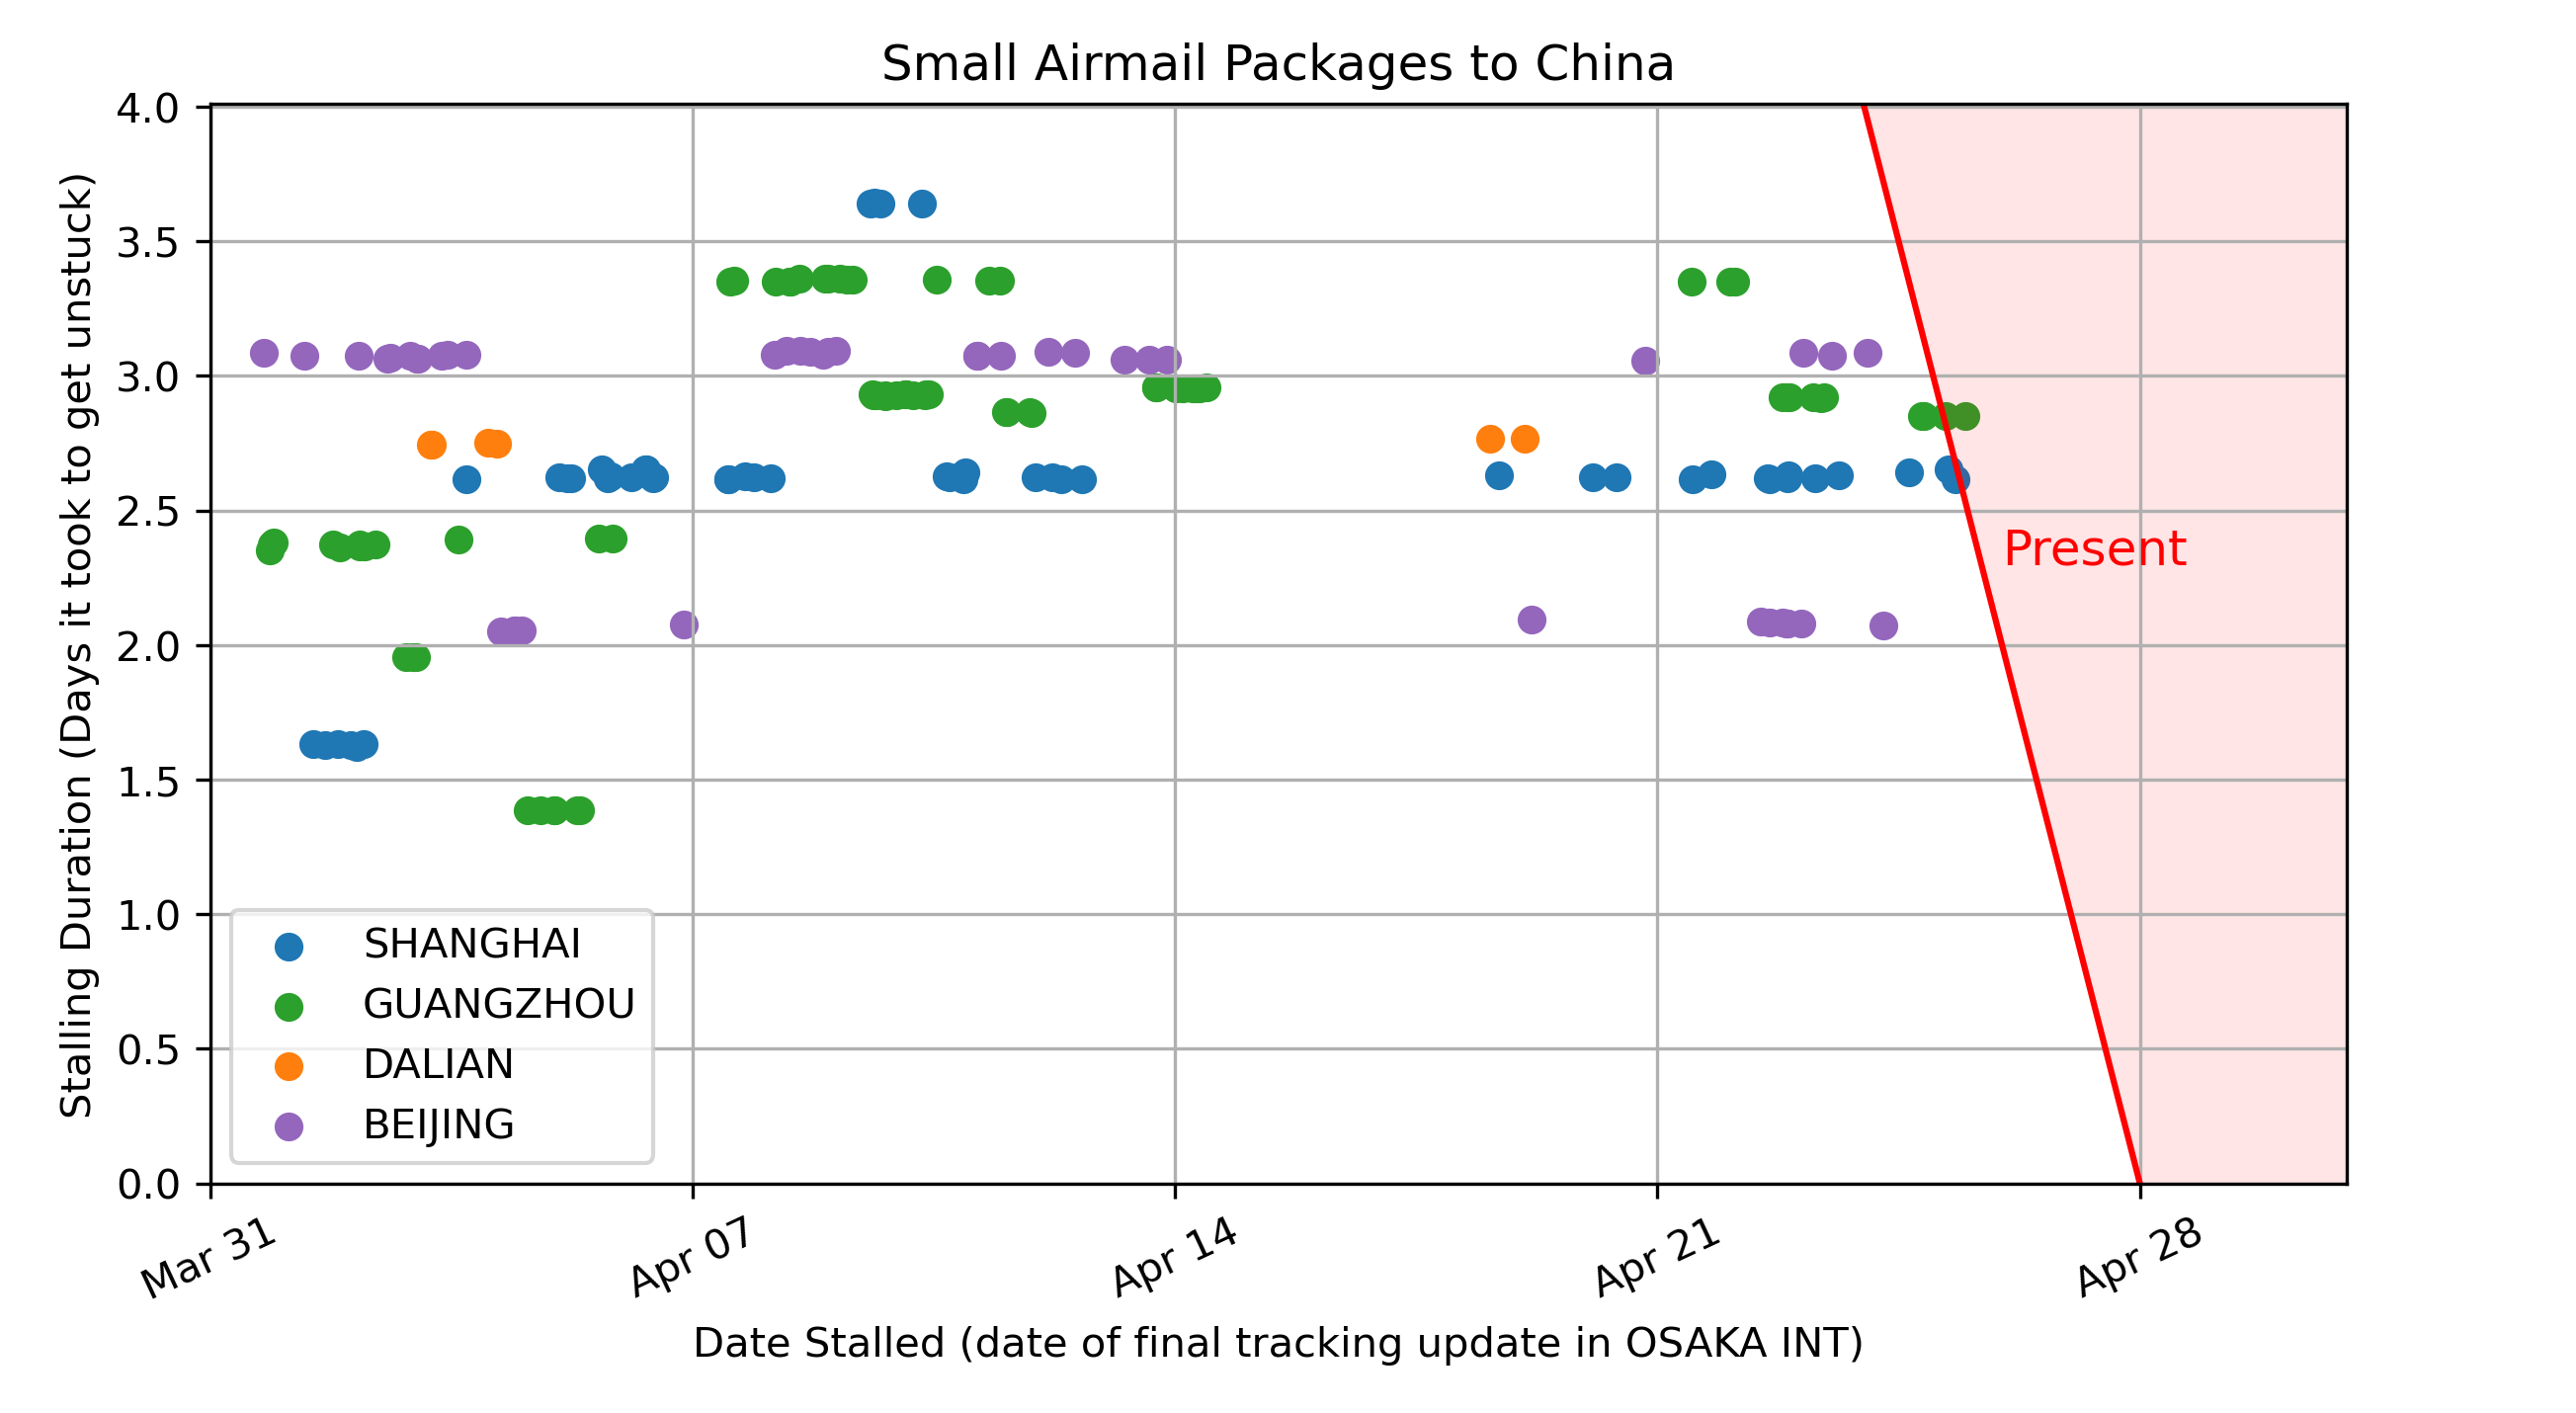 Small Airmail Packages to China
Stalling Duration (Days it took to get unstuck)
4.0
3.5
3.0
2.5
2.0
1.5
1.0
0.5
0.0
Present
SHANGHAI
GUANGZHOU
DALIAN
BEIJING
Mar 31
Apr 07
Apr 14
Apr 21
Apr 28
Date Stalled (date of final tracking update in OSAKA INT)